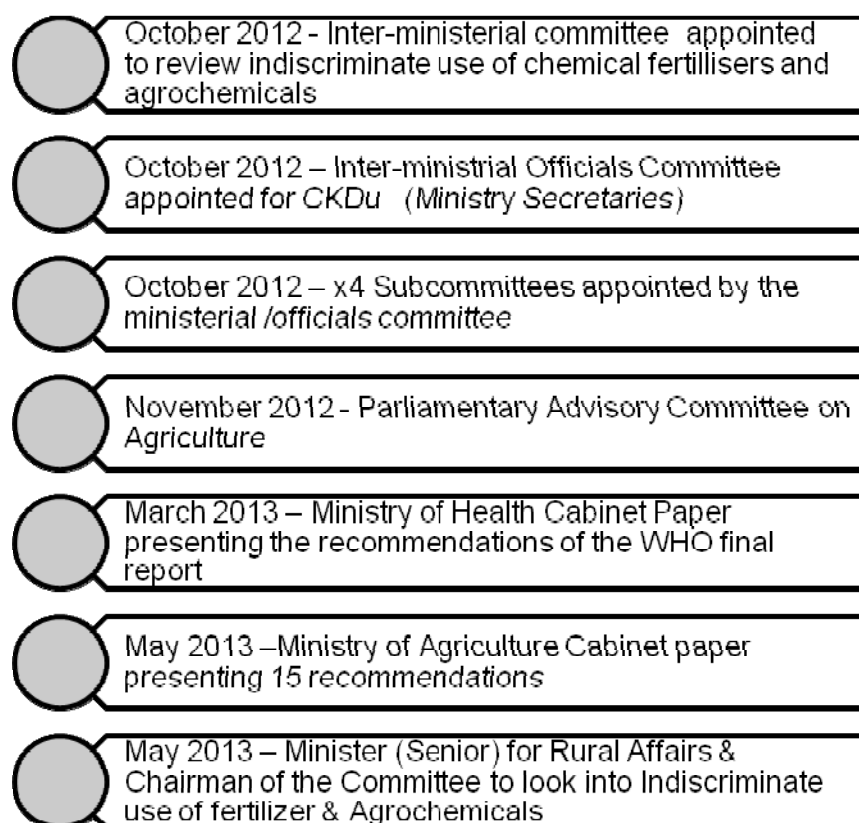 October 2012 - Inter-ministerial committee appointed
to review indiscriminate use of chemical fertillisers and
agrochemicals
October 2012 – Inter-ministrial Officials Committee
appointed for CKDu (Ministry Secretaries)
October 2012 – x4 Subcommittees appointed by the
ministerial /officials committee
November 2012 - Parliamentary Advisory Committee on
Agriculture
March 2013 – Ministry of Health Cabinet Paper
presenting the recommendations of the WHO final
report
May 2013 –Ministry of Agriculture Cabinet paper
presenting 15 recommendations
May 2013 – Minister (Senior) for Rural Affairs &
Chairman of the Committee to look into Indiscriminate
use of fertilizer & Agrochemicals